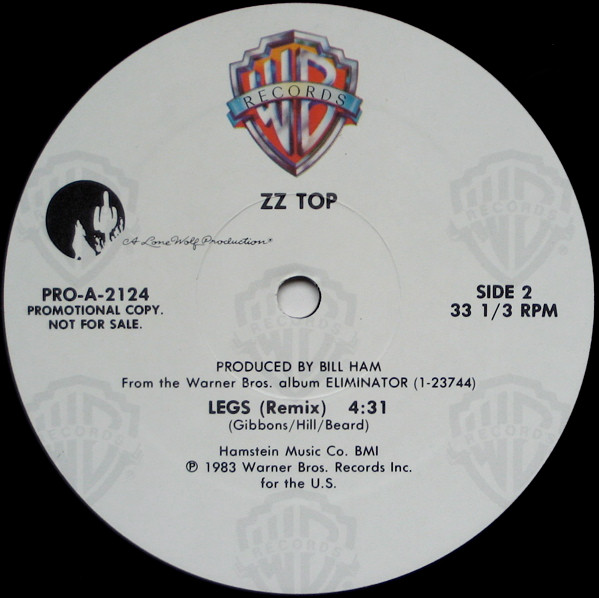 WB
RECORDS
ZZ TOP
A Lone Wolf Production
PRO-A-2124
PROMOTIONAL COPY.
NOT FOR SALE.
SIDE 2
33 1/3 RPM
PRODUCED BY BILL HAM
From the Warner Bros. album ELIMINATOR (1-23744)
LEGS (Remix) 4:31
(Gibbons/Hill/Beard)
Hamstein Music Co. BMI
℗ 1983 Warner Bros. Records Inc.
for the U.S.